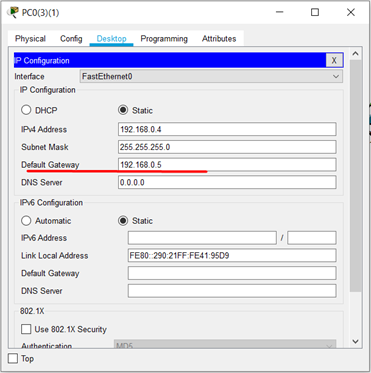 PC0(3)(1)
Physical Config Desktop Programming Attributes
IP Configuration X
Interface FastEthernet0
IP Configuration
DHCP Static
IPv4 Address 192.168.0.4
Subnet Mask 255.255.255.0
Default Gateway 192.168.0.5
DNS Server 0.0.0.0
IPv6 Configuration
Automatic Static
IPv6 Address /
Link Local Address FE80::290:21FF:FE41:95D9
Default Gateway
DNS Server
802.1X
Use 802.1X Security
Authentication MD5
Top